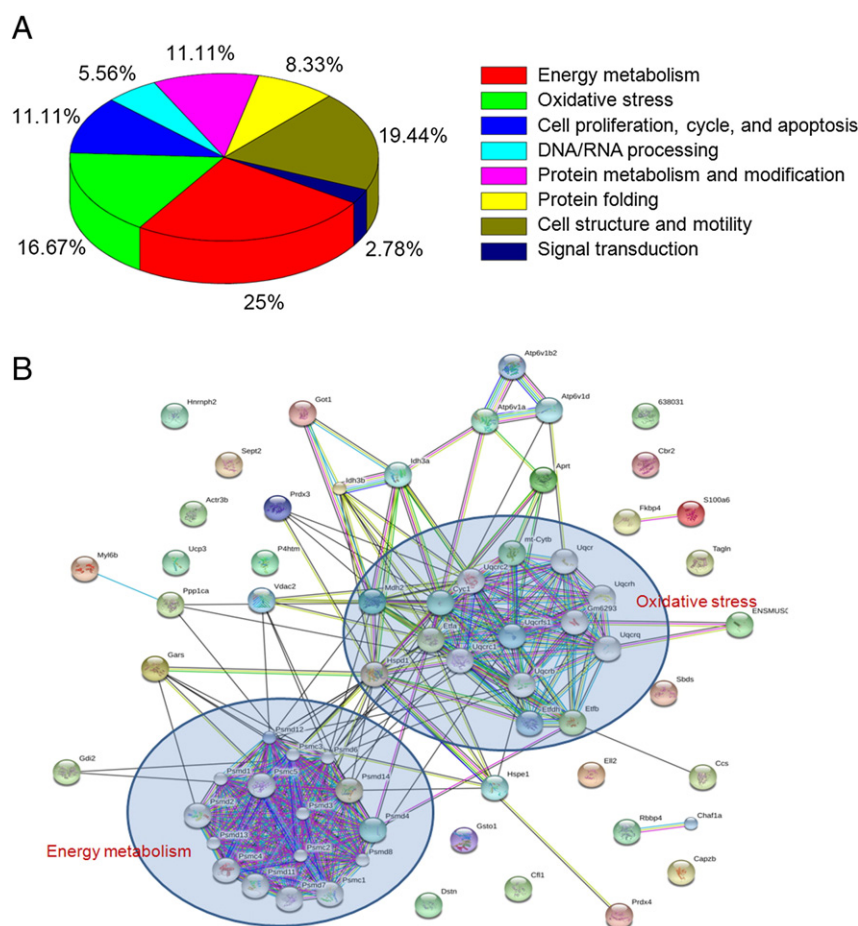 A
11.11%
8.33%
5.56%
11.11%
19.44%
16.67%
2.78%
25%
Energy metabolism
Oxidative stress
Cell proliferation, cycle, and apoptosis
DNA/RNA processing
Protein metabolism and modification
Protein folding
Cell structure and motility
Signal transduction
B
Atp6v1b2
Hnrnph2
Got1
Atp6v1a
Atp6v1d
638031
Sept2
Idh3a
Cbr2
Idh3b
Aprt
Actr3b
Prdx3
Fkbp4
S100a6
Myl6b
Ucp3
P4htm
mt-Cytb
Uqcr
Tagln
Uqcrc2
Ppp1ca
Vdac2
Mdh2
Cyc1
Uqcrh
Gm6293
Oxidative stress
ENSMUSG
Etfa
Uqcrfs1
Uqcrq
Gars
Hspd1
Uqcrc1
Uqcrb
Sbds
Etfdh
Etfb
Psmd12
Psmc3
Psmd6
Gdi2
Psmd1
Psmc5
Psmd14
Hspe1
Ell2
Ccs
Psmd2
Psmd3
Psmd4
Rbbp4
Chaf1a
Psmd13
Gsto1
Energy metabolism
Psmc4
Psmc2
Psmd8
Capzb
Psmd11
Psmd7
Psmc1
Dstn
Cfl1
Prdx4